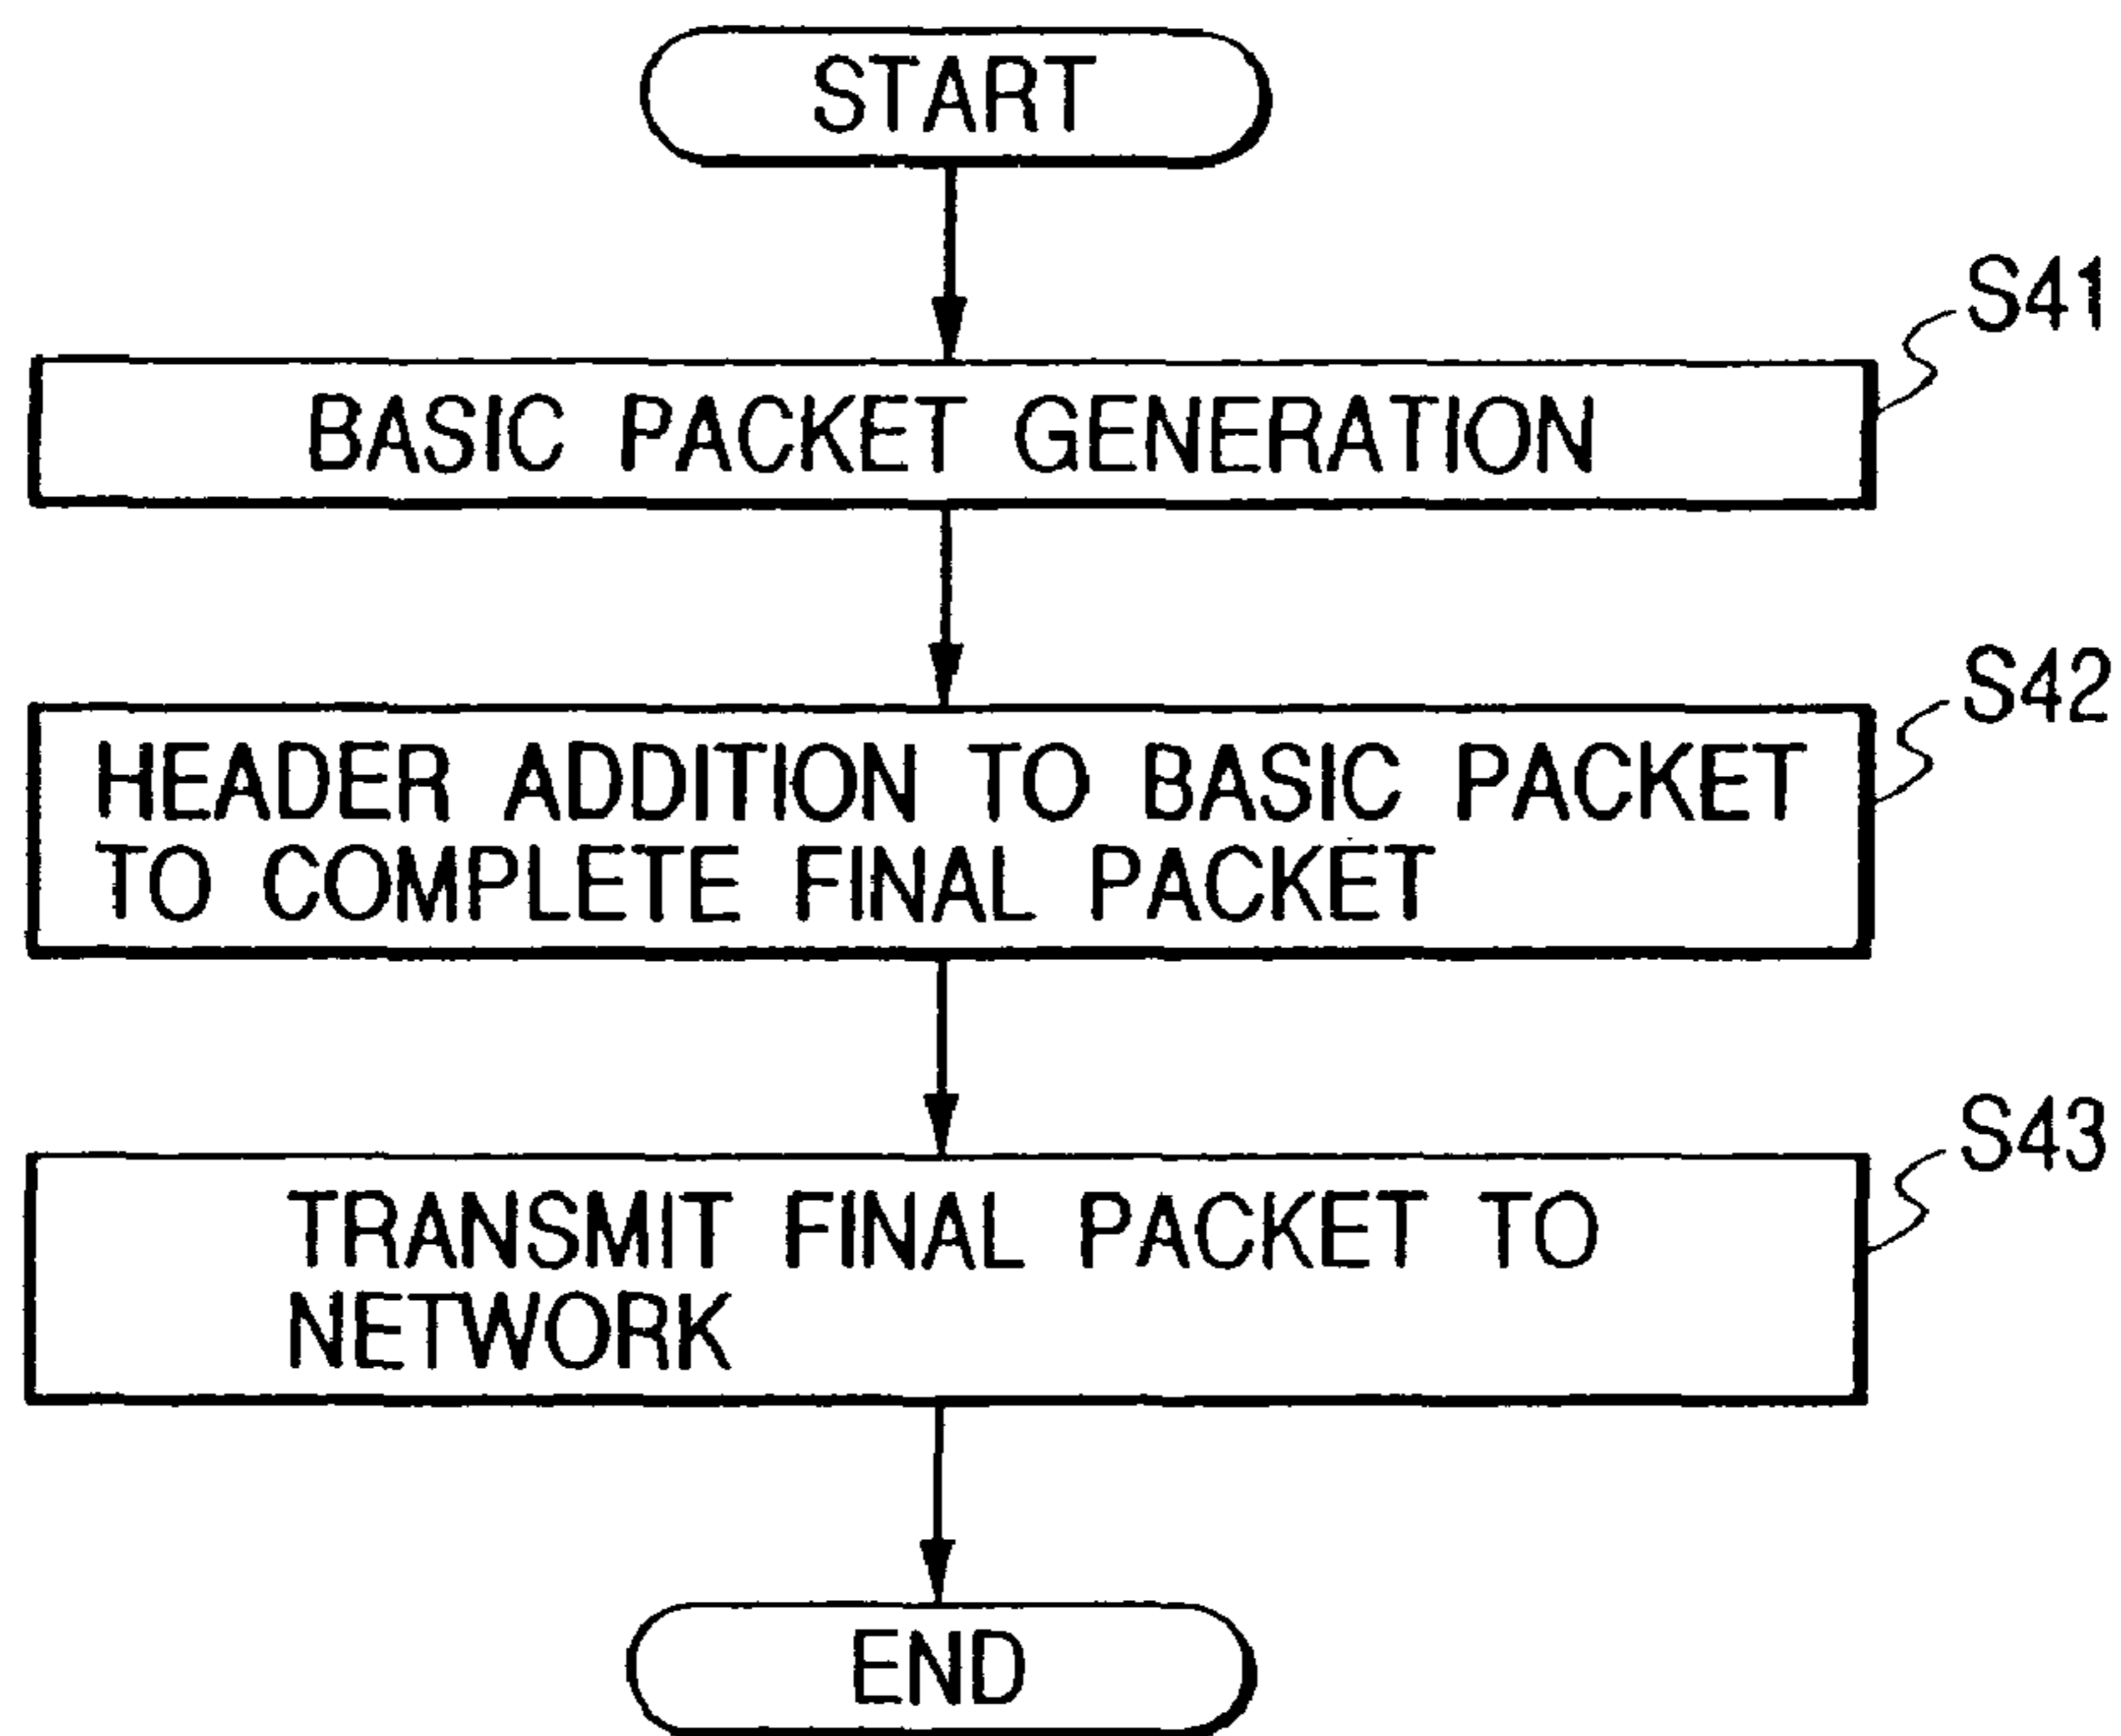 START
S41
BASIC PACKET GENERATION
S42
HEADER ADDITION TO BASIC PACKET
TO COMPLETE FINAL PACKET
S43
TRANSMIT FINAL PACKET TO
NETWORK
END